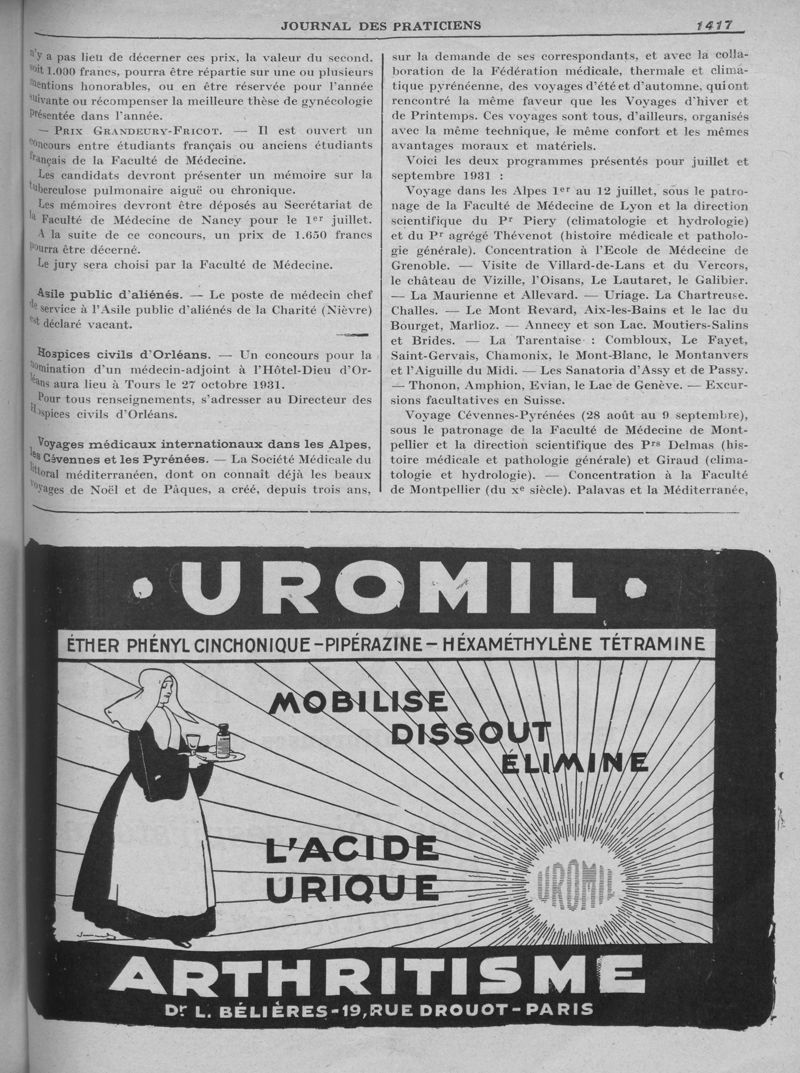 JOURNAL DES PRATICIENS
1417
n'y a pas lieu de décerner ces prix, la valeur du second,
soit 1.000 francs, pourra être répartie sur une ou plusieurs
mentions honorables, ou en être réservée pour l'année
suivante ou récompenser la meilleure thèse de gynécologie
présentée dans l'année.
— PRIX GRANDEURY-FRICOT. — Il est ouvert un
concours entre étudiants français ou anciens étudiants
français de la Faculté de Médecine.
Les candidats devront présenter un mémoire sur la
tuberculose pulmonaire aiguë ou chronique.
Les mémoires devront être déposés au Secrétariat de
la Faculté de Médecine de Nancy pour le 1er juillet.
A la suite de ce concours, un prix de 1.650 francs
pourra être décerné.
Le jury sera choisi par la Faculté de Médecine.
Asile public d'aliénés. — Le poste de médecin chef
de service à l'Asile public d'aliénés de la Charité (Nièvre)
est déclaré vacant.
Hospices civils d'Orléans. — Un concours pour la
nomination d'un médecin-adjoint à l'Hôtel-Dieu d'Or-
léans aura lieu à Tours le 27 octobre 1931.
Pour tous renseignements, s'adresser au Directeur des
Hospices civils d'Orléans.
Voyages médicaux internationaux dans les Alpes,
les Cévennes et les Pyrénées. — La Société Médicale du
littoral méditerranéen, dont on connaît déjà les beaux
voyages de Noël et de Pâques, a créé, depuis trois ans,
sur la demande de ses correspondants, et avec la colla-
boration de la Fédération médicale, thermale et clima-
tique pyrénéenne, des voyages d'été et d'automne, qui ont
rencontré la même faveur que les Voyages d'hiver et
de Printemps. Ces voyages sont tous, d'ailleurs, organisés
avec la même technique, le même confort et les mêmes
avantages moraux et matériels.
Voici les deux programmes présentés pour juillet et
septembre 1931 :
Voyage dans les Alpes 1er au 12 juillet, sous le patro-
nage de la Faculté de Médecine de Lyon et la direction
scientifique du Pr Piery (climatologie et hydrologie)
et du Pr agrégé Thévenot (histoire médicale et patholo-
gie générale). Concentration à l'Ecole de Médecine de
Grenoble. — Visite de Villard-de-Lans et du Vercors,
le château de Vizille, l'Oisans, Le Lautaret, le Galibier.
— La Maurienne et Allevard. — Uriage. La Chartreuse.
Challes. — Le Mont Revard, Aix-les-Bains et le lac du
Bourget, Marlioz. — Annecy et son Lac. Moutiers-Salins
et Brides. — La Tarentaise : Combloux, Le Fayet,
Saint-Gervais, Chamonix, le Mont-Blanc, le Montanvers
et l'Aiguille du Midi. — Les Sanatoria d'Assy et de Passy.
— Thonon, Amphion, Evian, le Lac de Genève. — Excur-
sions facultatives en Suisse.
Voyage Cévennes-Pyrénées (28 août au 9 septembre),
sous le patronage de la Faculté de Médecine de Mont-
pellier et la direction scientifique des Prs Delmas (his-
toire médicale et pathologie générale) et Giraud (clima-
tologie et hydrologie). — Concentration à la Faculté
de Montpellier (du xe siècle). Palavas et la Méditerranée,
• UROMIL •
ÉTHER PHÉNYL CINCHONIQUE - PIPÉRAZINE - HÉXAMÉTHYLÈNE TÉTRAMINE
MOBILISE
DISSOUT
ÉLIMINE
L'ACIDE
URIQUE
UROMIL
ARTHRITISME
Dr L. BÉLIÈRES - 19, RUE DROUOT - PARIS